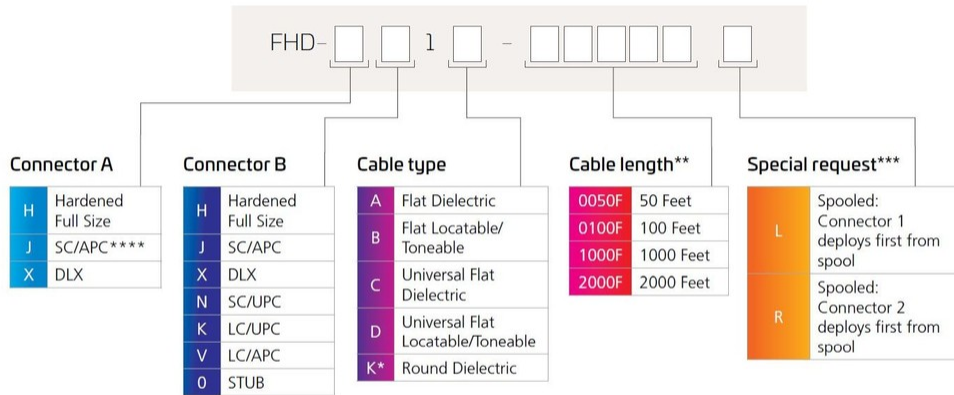 FHD- 1 -
Connector A
H Hardened
Full Size
J SC/APC****
X DLX
Connector B
H Hardened
Full Size
J SC/APC
X DLX
N SC/UPC
K LC/UPC
V LC/APC
0 STUB
Cable type
A Flat Dielectric
B Flat Locatable/
Toneable
C Universal Flat
Dielectric
D Universal Flat
Locatable/Toneable
K* Round Dielectric
Cable length**
0050F 50 Feet
0100F 100 Feet
1000F 1000 Feet
2000F 2000 Feet
Special request***
L Spooled:
Connector 1
deploys first from
spool
R Spooled:
Connector 2
deploys first from
spool